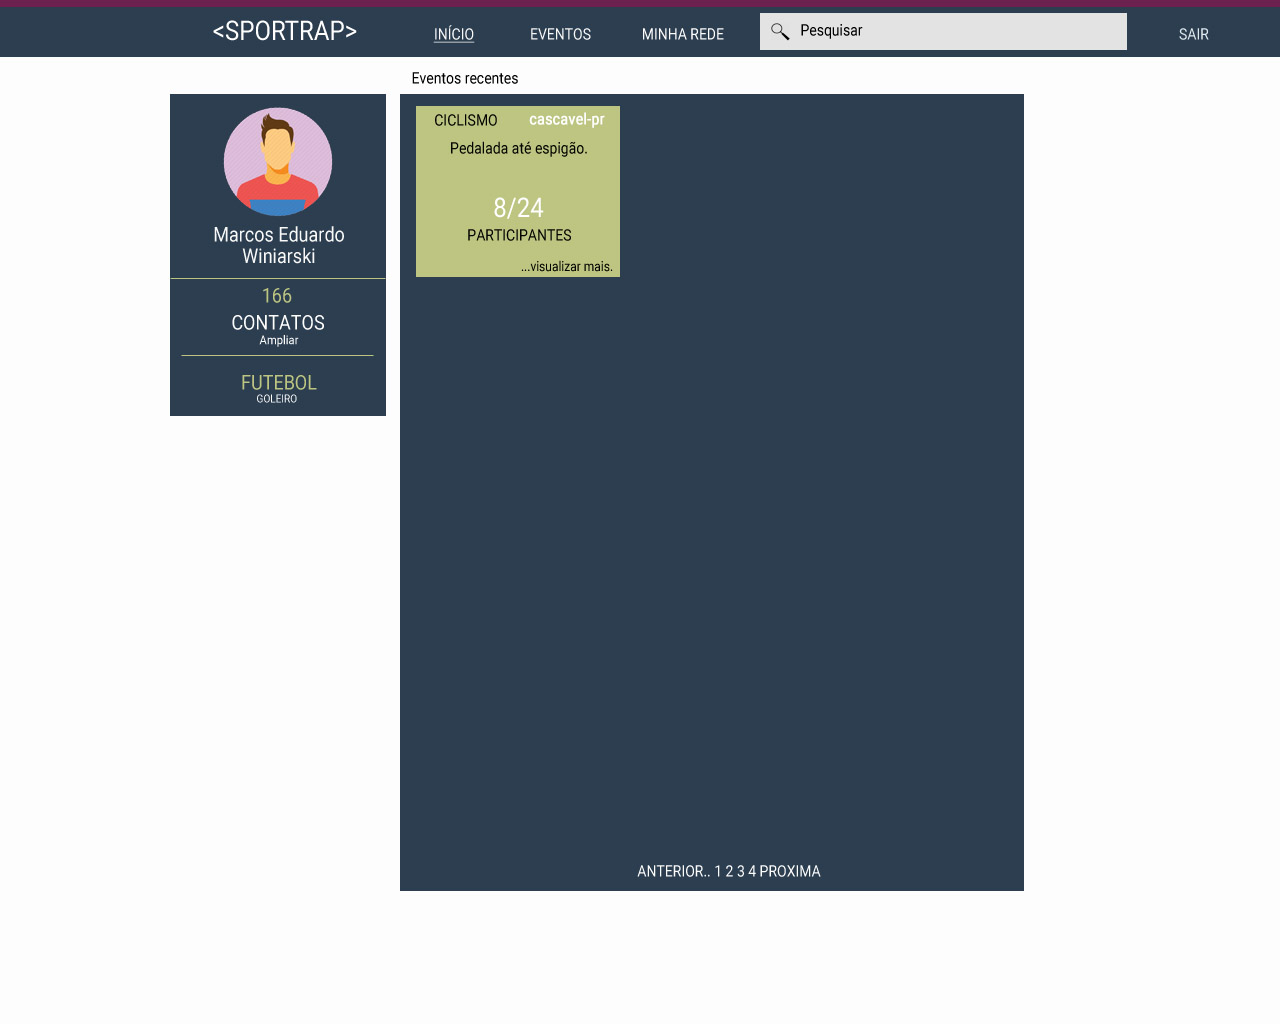 <SPORTRAP>
INÍCIO
EVENTOS
MINHA REDE
Pesquisar
SAIR
Eventos recentes
Marcos Eduardo
Winiarski
166
CONTATOS
Ampliar
FUTEBOL
GOLEIRO
CICLISMO
cascavel-pr
Pedalada até espigão.
8/24
PARTICIPANTES
...visualizar mais.
ANTERIOR.. 1 2 3 4 PROXIMA